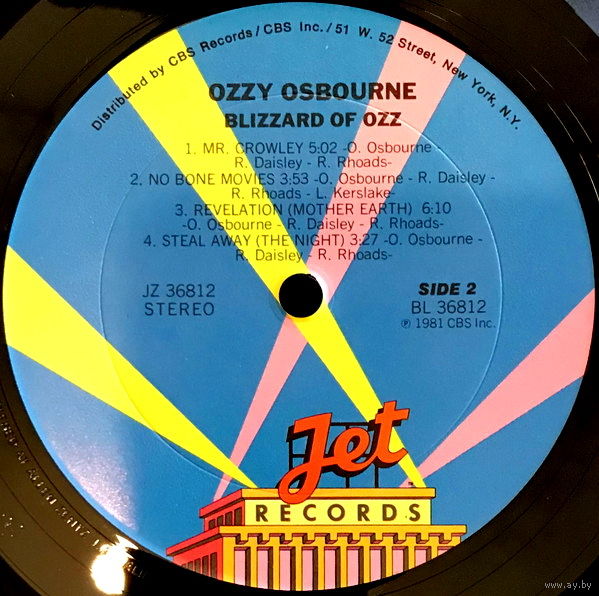 Distributed by CBS Records/CBS Inc./51 W. 52 Street, New York, N.Y.
OZZY OSBOURNE
BLIZZARD OF OZZ
1. MR. CROWLEY 5:02 -O. Osbourne -
R. Daisley - R. Rhoads-
2. NO BONE MOVIES 3:53 -O. Osbourne - R. Daisley -
R. Rhoads - L. Kerslake-
3. REVELATION (MOTHER EARTH) 6:10
-O. Osbourne - R. Daisley - R. Rhoads-
4. STEAL AWAY (THE NIGHT) 3:27 -O. Osbourne -
R. Daisley - R. Rhoads-
JZ 36812
STEREO
SIDE 2
BL 36812
℗ 1981 CBS Inc.
Jet
RECORDS
www.ay.by